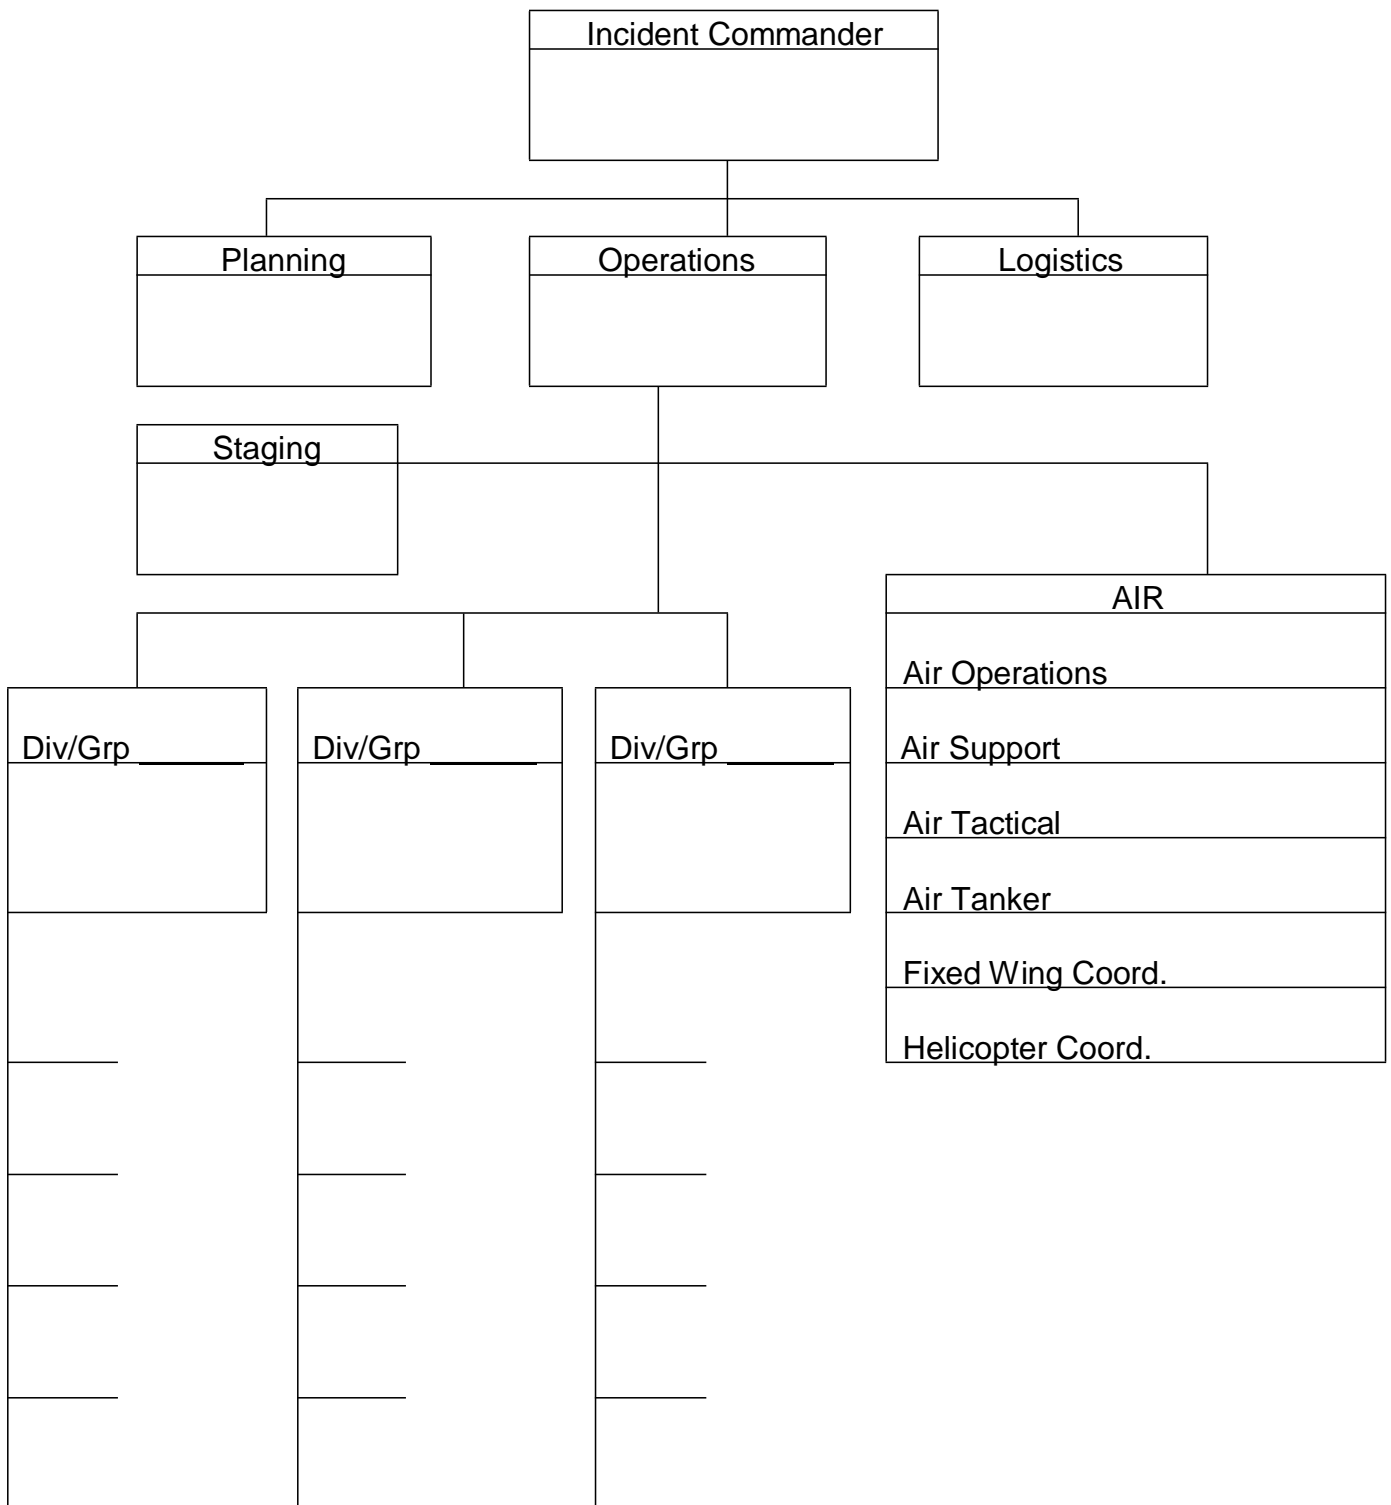 Incident Commander
Planning
Operations
Logistics
Staging
AIR
Air Operations
Air Support
Air Tactical
Air Tanker
Fixed Wing Coord.
Helicopter Coord.
Div/Grp ______
Div/Grp ______
Div/Grp ______